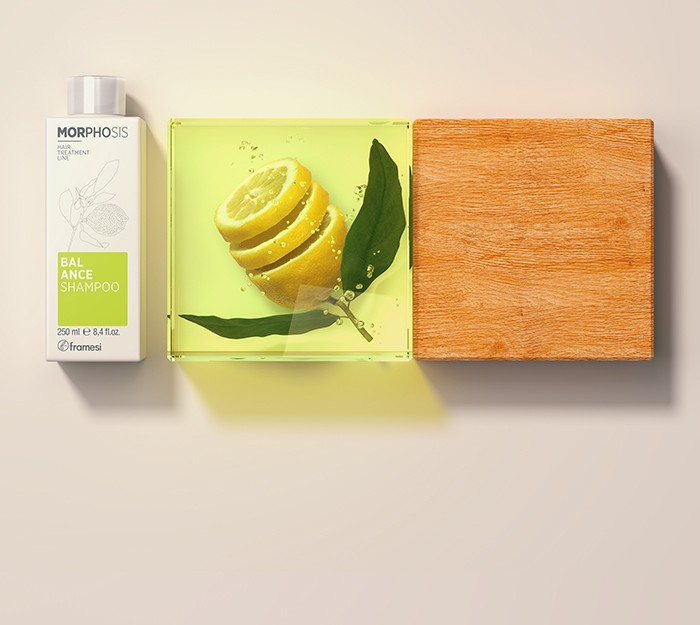 MORPHOSIS
HAIR
TREATMENT
LINE
BAL
ANCE
SHAMPOO
250 ml ℮ 8,4 fl.oz.
framesi